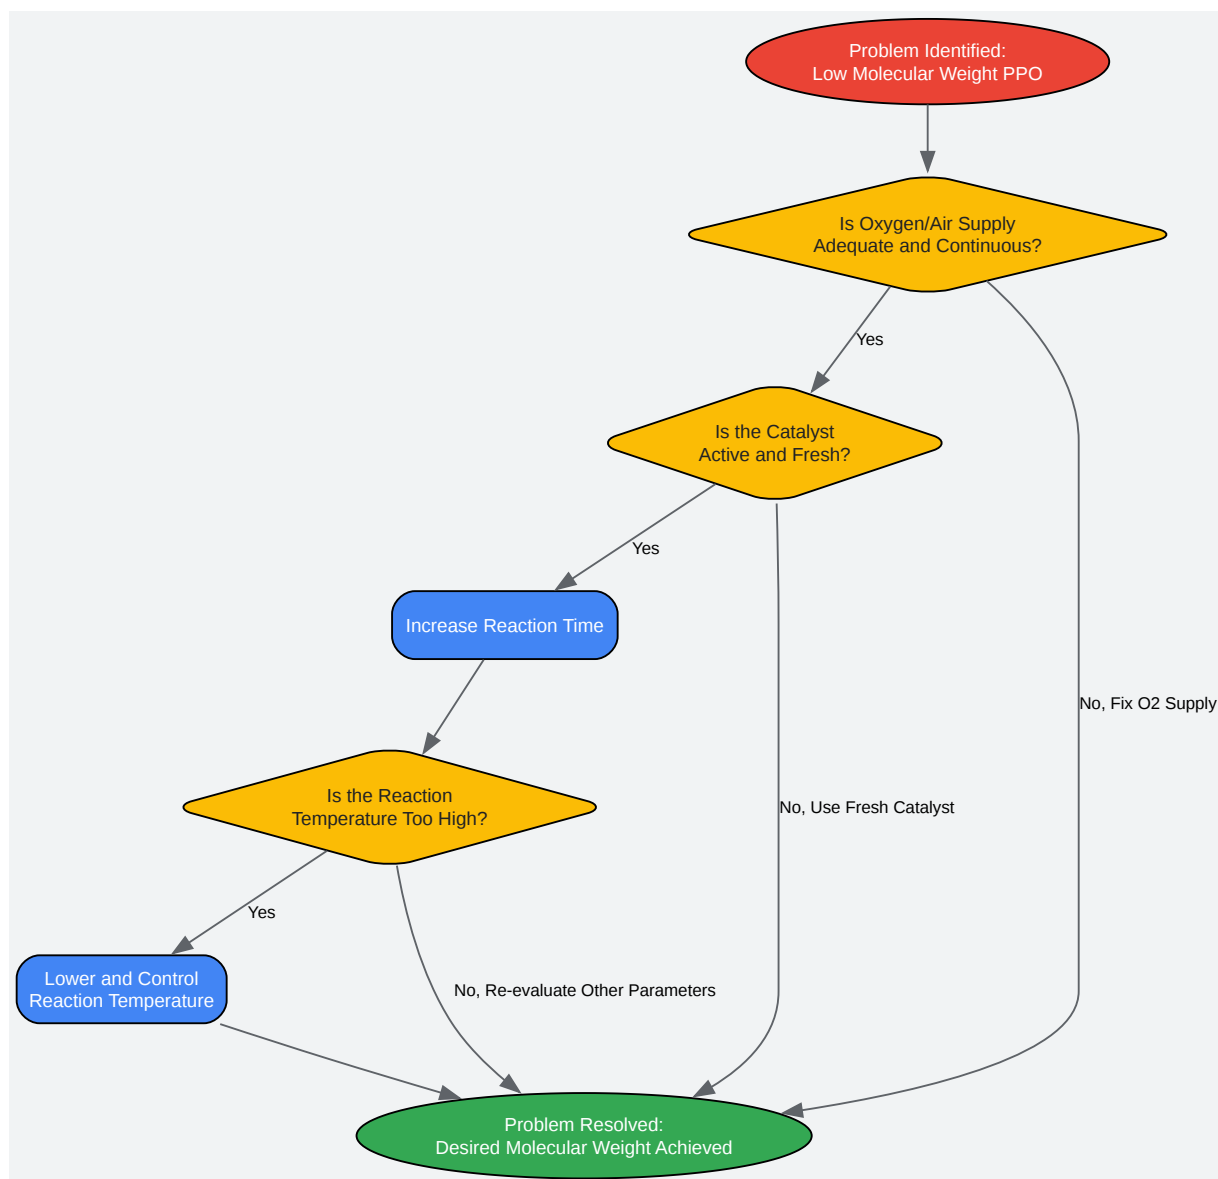 Problem Identified:
Low Molecular Weight PPO
Is Oxygen/Air Supply
Adequate and Continuous?
Yes
Is the Catalyst
Active and Fresh?
Yes
Increase Reaction Time
No, Fix O2 Supply
Is the Reaction
Temperature Too High?
No, Use Fresh Catalyst
Yes
Lower and Control
Reaction Temperature
No, Re-evaluate Other Parameters
Problem Resolved:
Desired Molecular Weight Achieved